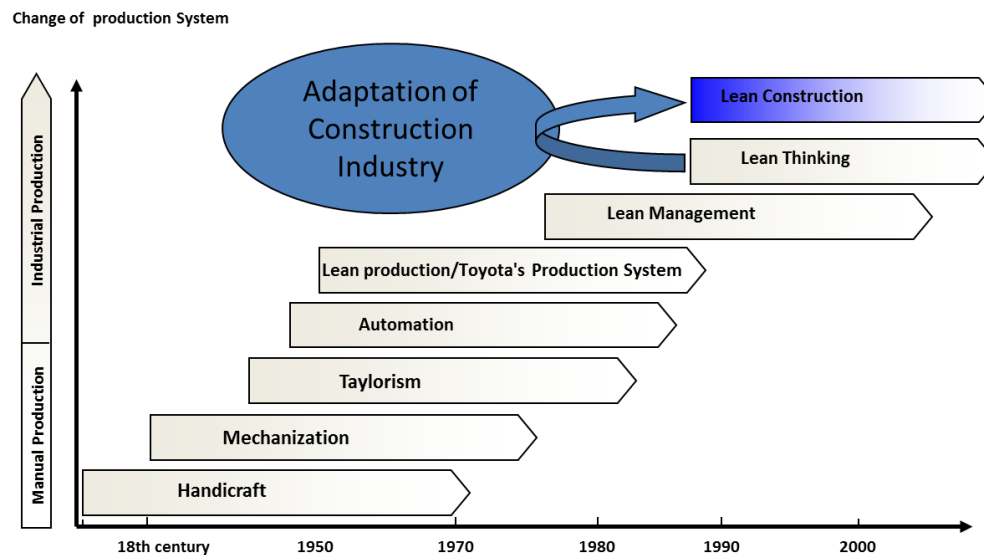 Change of production System
Adaptation of
Construction
Industry
Lean Construction
Lean Thinking
Lean Management
Lean production/Toyota's Production System
Automation
Taylorism
Mechanization
Handicraft
Industrial Production
Manual Production
18th century 1950 1970 1980 1990 2000